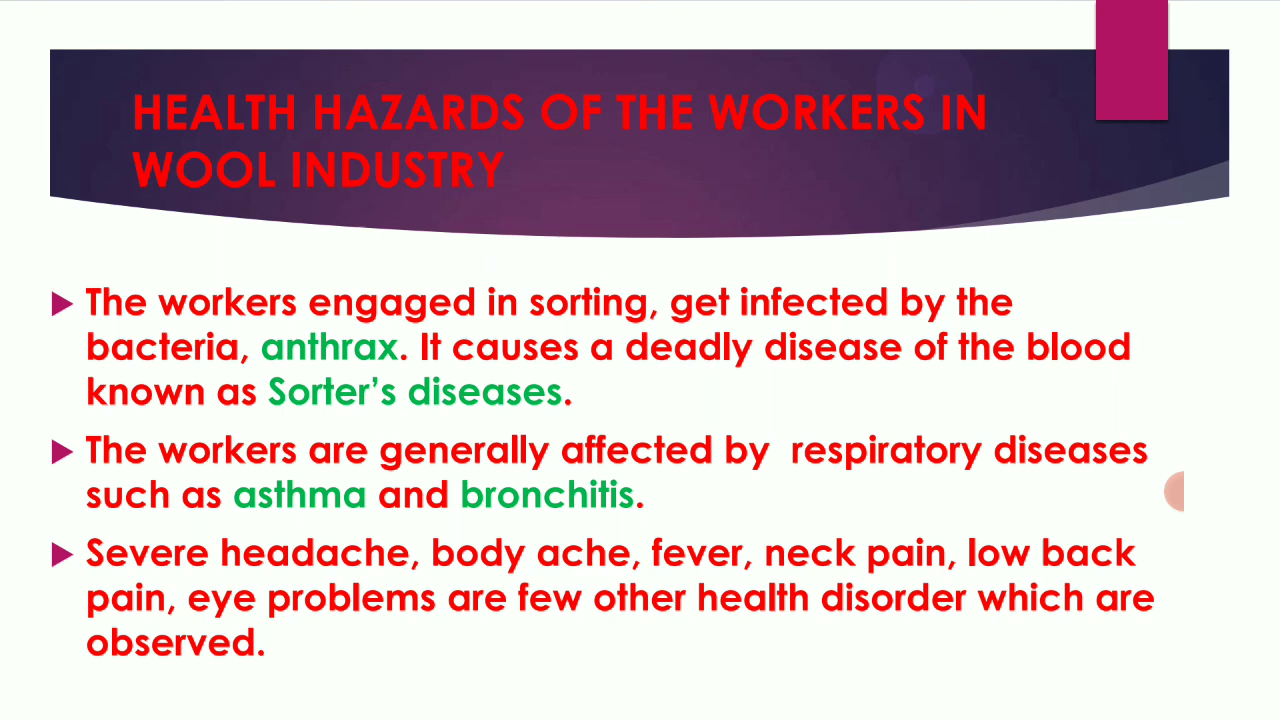 HEALTH HAZARDS OF THE WORKERS IN
WOOL INDUSTRY
The workers engaged in sorting, get infected by the
bacteria, anthrax. It causes a deadly disease of the blood
known as Sorter's diseases.
The workers are generally affected by  respiratory diseases
such as asthma and bronchitis.
Severe headache, body ache, fever, neck pain, low back
pain, eye problems are few other health disorder which are
observed.